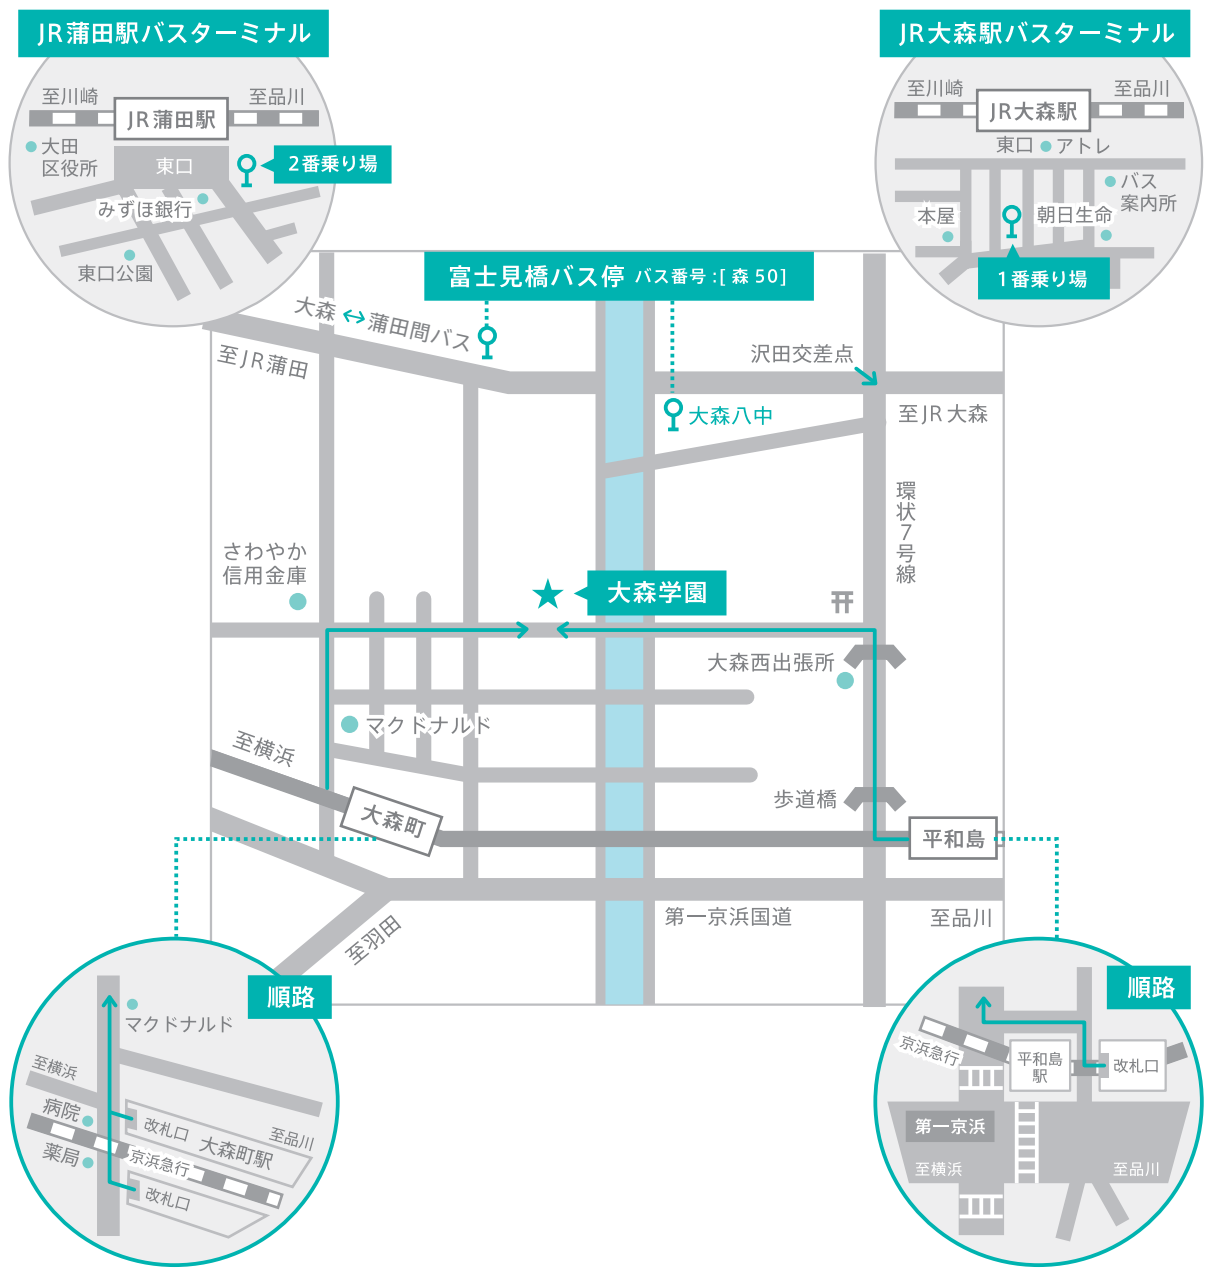 JR蒲田駅バスターミナル
至川崎
至品川
JR蒲田駅
大田
区役所
東口
2番乗り場
みずほ銀行
東口公園
JR大森駅バスターミナル
至川崎
至品川
JR大森駅
東口
アトレ
バス
案内所
本屋
朝日生命
1番乗り場
富士見橋バス停 バス番号:[森50]
大森↔蒲田間バス
至JR蒲田
沢田交差点
大森八中
至JR大森
環状7号線
さわやか
信用金庫
大森学園
大森西出張所
マクドナルド
至横浜
大森町
歩道橋
平和島
第一京浜国道
至品川
至羽田
順路
マクドナルド
至横浜
病院
改札口
大森町駅
至品川
京浜急行
薬局
改札口
順路
京浜急行
平和島
駅
改札口
第一京浜
至横浜
至品川